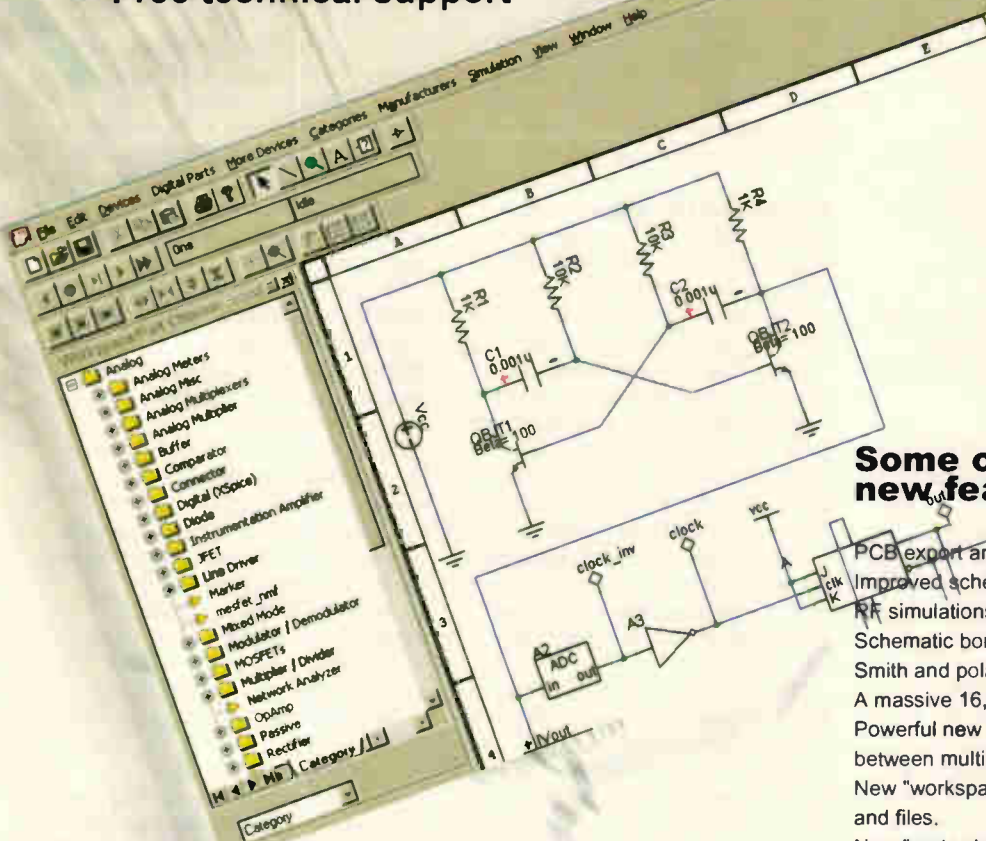 Free technical support
File Edit Devices Digital Parts More Devices Categories Manufacturers Simulation View Window Help
One
Idle
A
B
C
D
E
1
2
3
4
Analog
Analog Meters
Analog Misc
Analog Multiplexers
Analog Multiplier
Buffer
Comparator
Connector
Digital (XSpice)
Diode
Instrumentation Amplifier
JFET
Line Driver
Marker
mesfet_nmf
Mixed Mode
Modulator / Demodulator
MOSFETs
Multiplier / Divider
Network Analyzer
OpAmp
Passive
Rectifier
Category
Category
R1
1K
R2
10K
R3
10K
R4
1K
C1
0.001u
C2
0.001u
QBJT1
Beta= 100
QBJT2
Beta= 100
Vcc
clock_inv
clock
vcc
out
A2
ADC
in out
A3
J
clk
K
Vout
Some o
new fea
PCB export an
Improved sche
RF simulations
Schematic bor
Smith and pola
A massive 16,
Powerful new
between multi
New "workspa
and files.